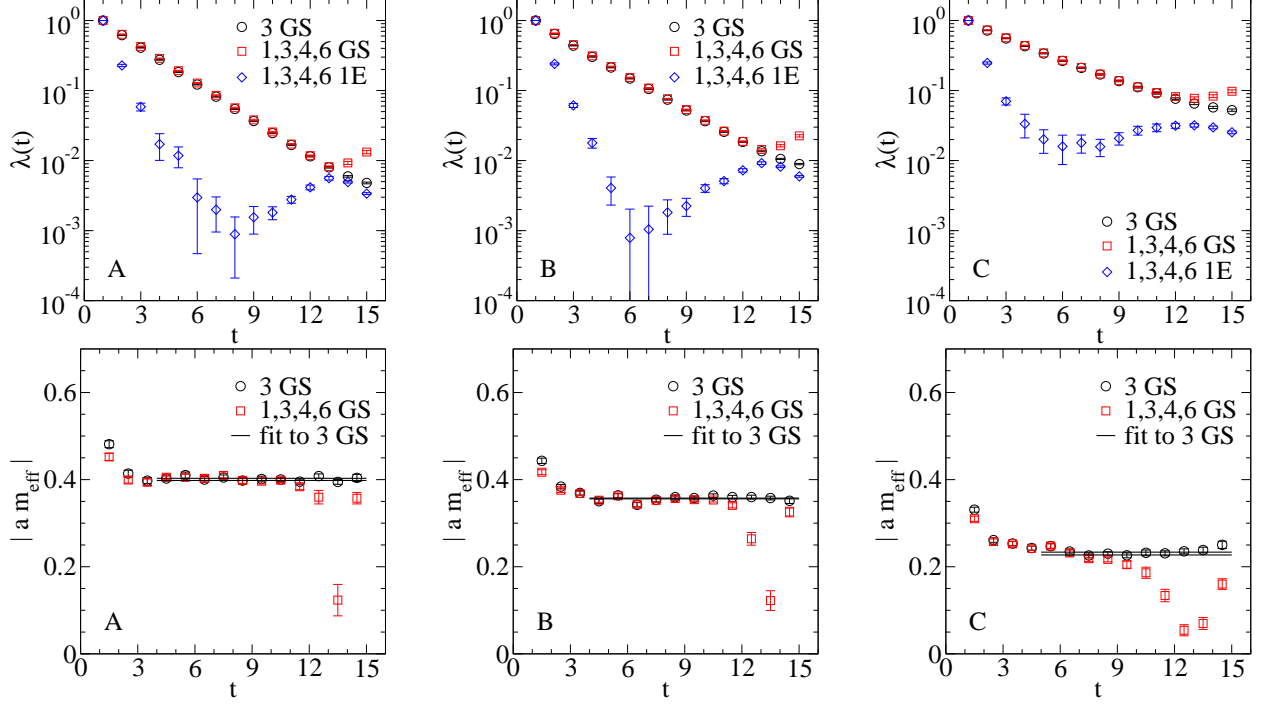 10^0
10^-1
10^-2
10^-3
10^-4
λ(t)
3 GS
1,3,4,6 GS
1,3,4,6 1E
A
0 3 6 9 12 15
t
10^0
10^-1
10^-2
10^-3
10^-4
λ(t)
3 GS
1,3,4,6 GS
1,3,4,6 1E
B
0 3 6 9 12 15
t
10^0
10^-1
10^-2
10^-3
10^-4
λ(t)
3 GS
1,3,4,6 GS
1,3,4,6 1E
C
0 3 6 9 12 15
t
0.6
0.4
0.2
0
| a m_eff |
3 GS
1,3,4,6 GS
fit to 3 GS
A
0 3 6 9 12 15
t
0.6
0.4
0.2
0
| a m_eff |
3 GS
1,3,4,6 GS
fit to 3 GS
B
0 3 6 9 12 15
t
0.6
0.4
0.2
0
| a m_eff |
3 GS
1,3,4,6 GS
fit to 3 GS
C
0 3 6 9 12 15
t